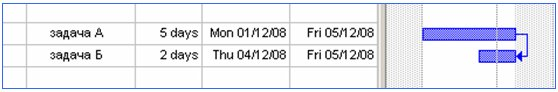 задача А 5 days Mon 01/12/08 Fri 05/12/08
задача Б 2 days Thu 04/12/08 Fri 05/12/08